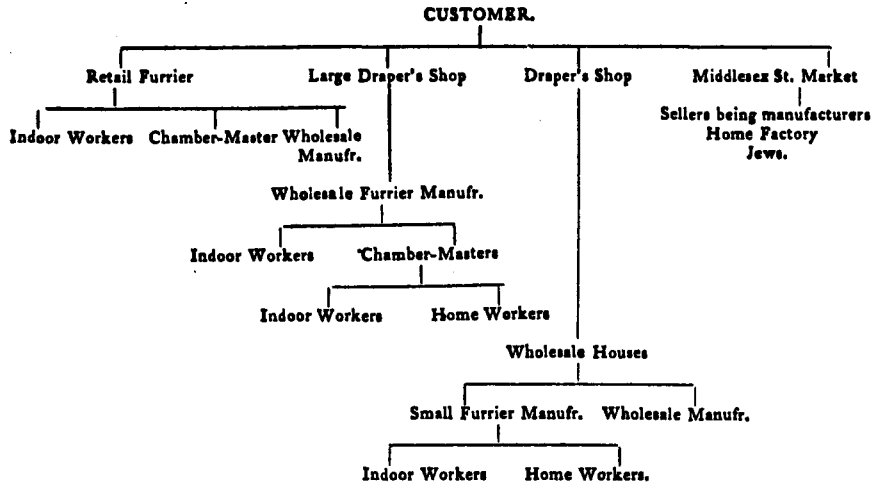 CUSTOMER.
Retail Furrier Large Draper's Shop Draper's Shop Middlesex St. Market
Indoor Workers Chamber-Master Wholesale Manufr.
Sellers being manufacturers
Home Factory
Jews.
Wholesale Furrier Manufr.
Indoor Workers Chamber-Masters
Indoor Workers Home Workers
Wholesale Houses
Small Furrier Manufr. Wholesale Manufr.
Indoor Workers Home Workers.